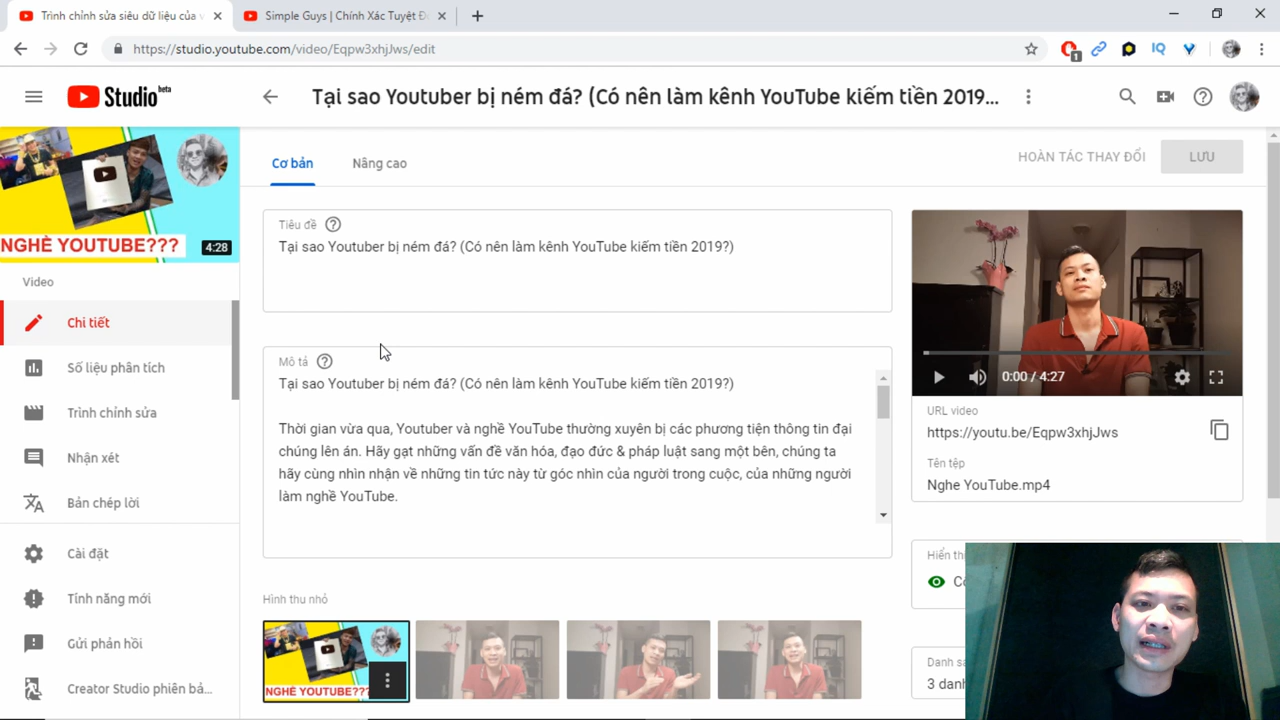 Trình chỉnh sửa siêu dữ liệu của v
Simple Guys | Chính Xác Tuyệt Đ
https://studio.youtube.com/video/Eqpw3xhjJws/edit
1
IQ
Studio beta
Tại sao Youtuber bị ném đá? (Có nên làm kênh YouTube kiếm tiền 2019...
NGHỀ YOUTUBE???
4:28
Video
Chi tiết
Số liệu phân tích
Trình chỉnh sửa
Nhận xét
Bản chép lời
Cài đặt
Tính năng mới
Gửi phản hồi
Creator Studio phiên bả...
Cơ bản
Nâng cao
HOÀN TÁC THAY ĐỔI
LƯU
Tiêu đề
Tại sao Youtuber bị ném đá? (Có nên làm kênh YouTube kiếm tiền 2019?)
Mô tả
Tại sao Youtuber bị ném đá? (Có nên làm kênh YouTube kiếm tiền 2019?)
Thời gian vừa qua, Youtuber và nghề YouTube thường xuyên bị các phương tiện thông tin đại
chúng lên án. Hãy gạt những vấn đề văn hóa, đạo đức & pháp luật sang một bên, chúng ta
hãy cùng nhìn nhận về những tin tức này từ góc nhìn của người trong cuộc, của những người
làm nghề YouTube.
Hình thu nhỏ
NGHỀ YOUTUBE???
0:00 / 4:27
URL video
https://youtu.be/Eqpw3xhjJws
Tên tệp
Nghe YouTube.mp4
Hiển th
C
Danh s
3 danh